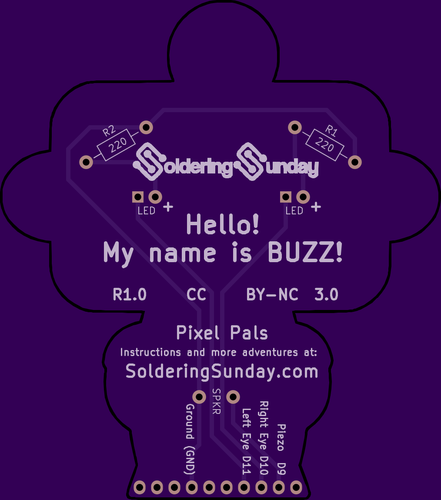 R2
220
R1
220
Soldering Sunday
LED +
LED +
Hello!
My name is BUZZ!
R1.0 CC BY-NC 3.0
Pixel Pals
Instructions and more adventures at:
SolderingSunday.com
SPKR
Ground (GND)
Left Eye D11
Right Eye D10
Piezo D9